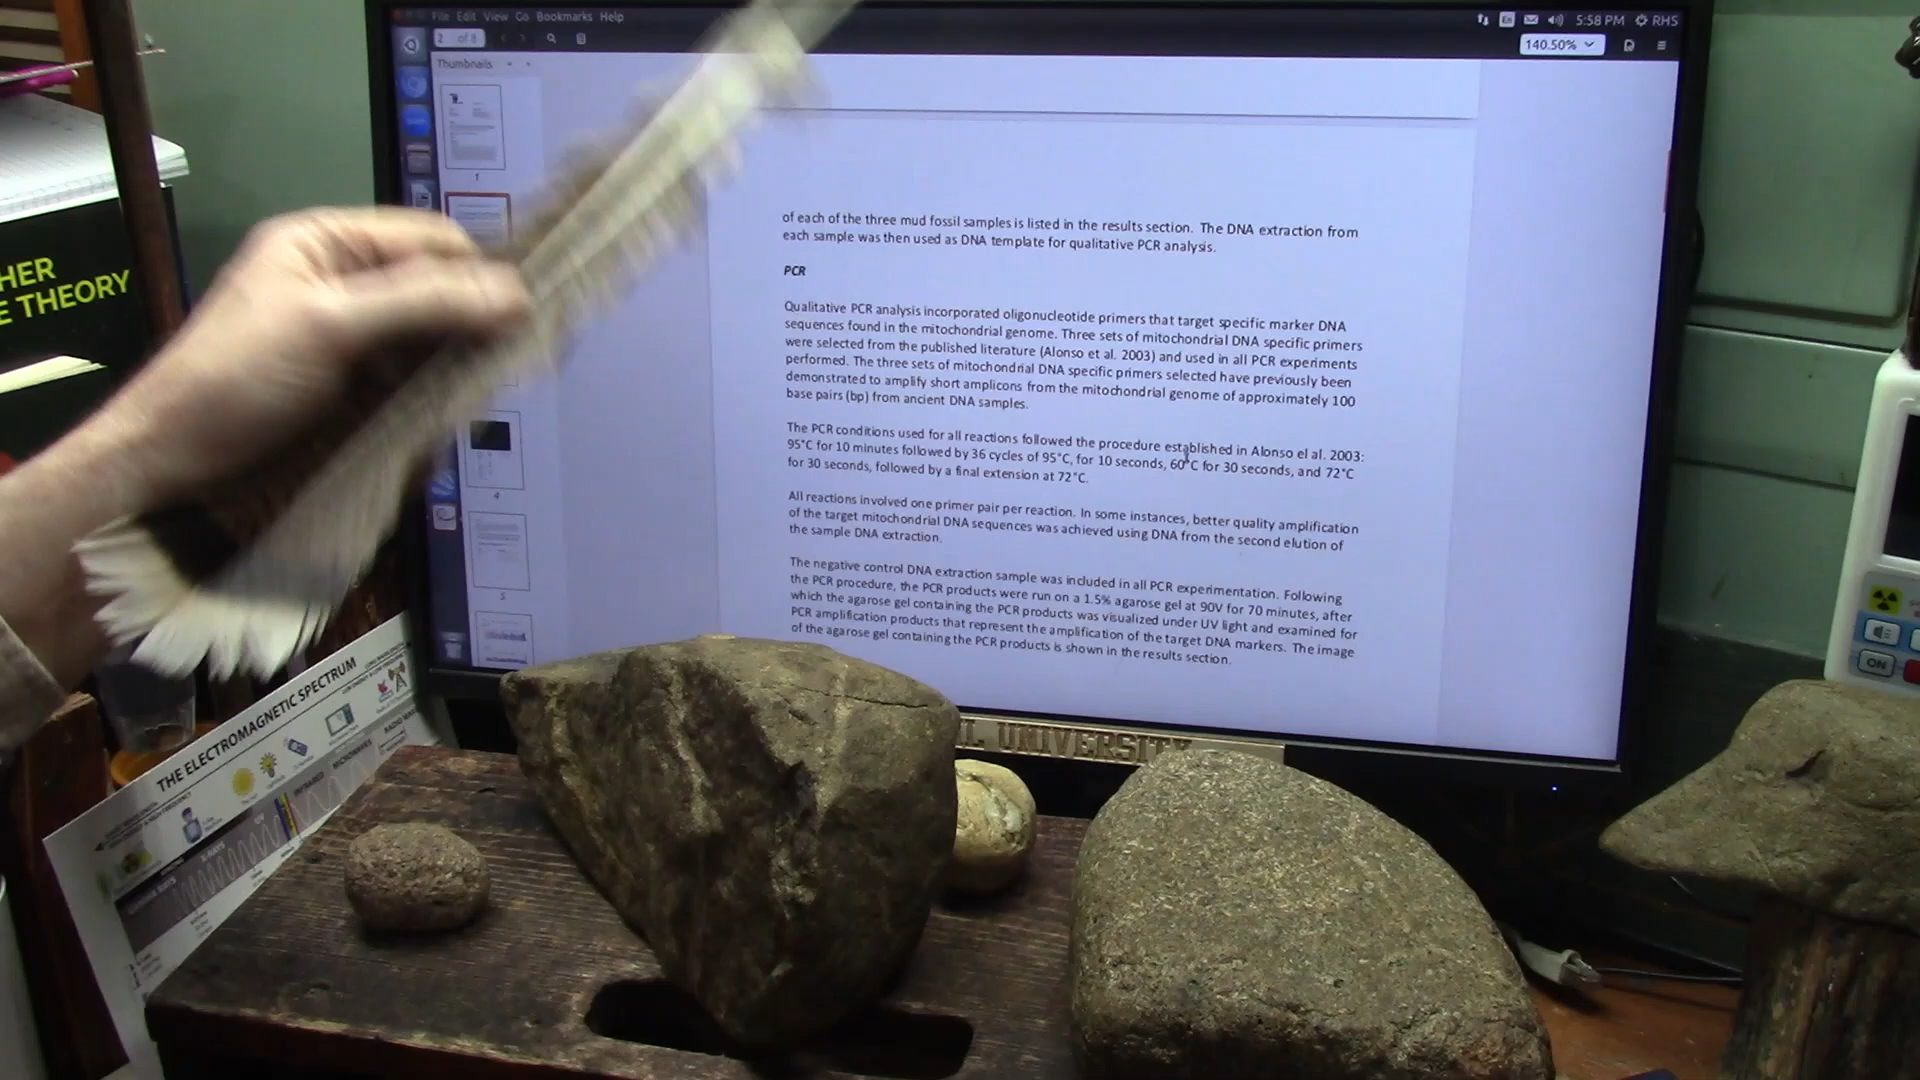 File Edit View Go Bookmarks Help
5:58 PM RHS
2 of 8
140.50%
Thumbnails
1
4
5
of each of the three mud fossil samples is listed in the results section. The DNA extraction from
each sample was then used as DNA template for qualitative PCR analysis.
PCR
Qualitative PCR analysis incorporated oligonucleotide primers that target specific marker DNA
sequences found in the mitochondrial genome. Three sets of mitochondrial DNA specific primers
were selected from the published literature (Alonso et al. 2003) and used in all PCR experiments
performed. The three sets of mitochondrial DNA specific primers selected have previously been
demonstrated to amplify short amplicons from the mitochondrial genome of approximately 100
base pairs (bp) from ancient DNA samples.
The PCR conditions used for all reactions followed the procedure established in Alonso el al. 2003:
95°C for 10 minutes followed by 36 cycles of 95°C, for 10 seconds, 60°C for 30 seconds, and 72°C
for 30 seconds, followed by a final extension at 72°C.
All reactions involved one primer pair per reaction. In some instances, better quality amplification
of the target mitochondrial DNA sequences was achieved using DNA from the second elution of
the sample DNA extraction.
The negative control DNA extraction sample was included in all PCR experimentation. Following
the PCR procedure, the PCR products were run on a 1.5% agarose gel at 90V for 70 minutes, after
which the agarose gel containing the PCR products was visualized under UV light and examined for
PCR amplification products that represent the amplification of the target DNA markers. The image
of the agarose gel containing the PCR products is shown in the results section.
HER
E THEORY
THE ELECTROMAGNETIC SPECTRUM
INFRARED
MICROWAVES
X-RAYS
L UNIVERSITY
ON